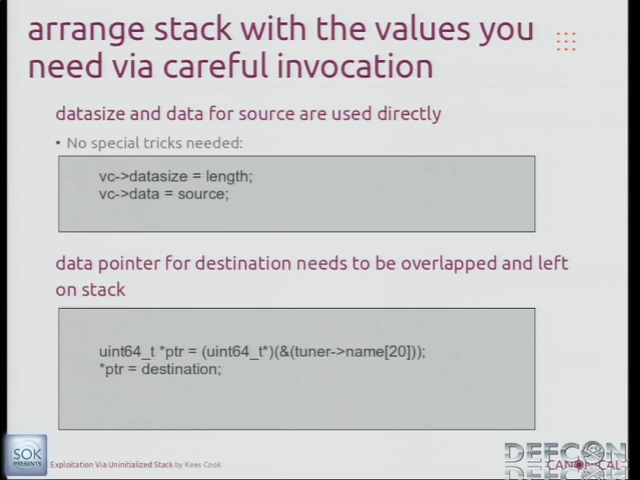 arrange stack with the values you
need via careful invocation
datasize and data for source are used directly
• No special tricks needed:
vc->datasize = length;
vc->data = source;
data pointer for destination needs to be overlapped and left
on stack
uint64_t *ptr = (uint64_t*)(&(tuner->name[20]));
*ptr = destination;
SOK
PRESENTS
Exploitation Via Uninitialized Stack by Kees Cook
DEFCON
CANONICAL